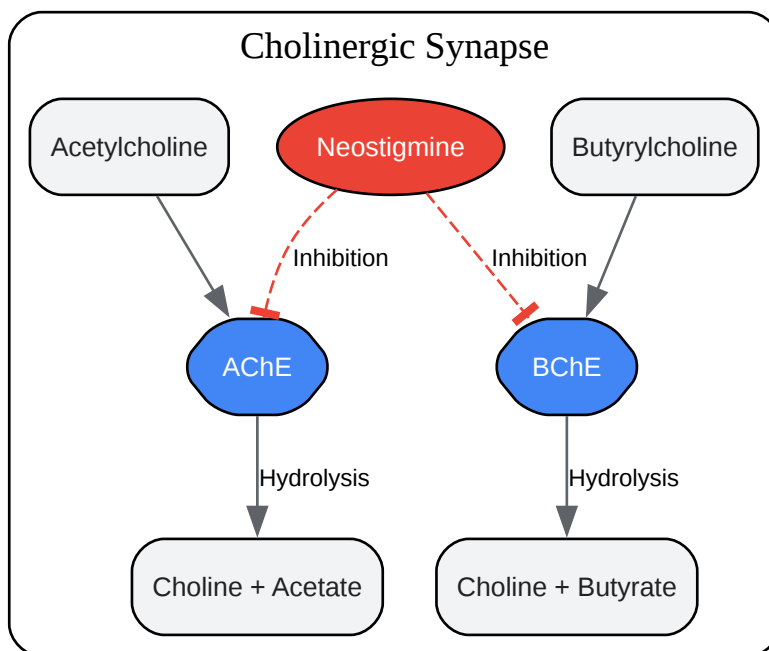 Cholinergic Synapse
Acetylcholine
Neostigmine
Butyrylcholine
Inhibition
Inhibition
AChE
BChE
Hydrolysis
Hydrolysis
Choline + Acetate
Choline + Butyrate